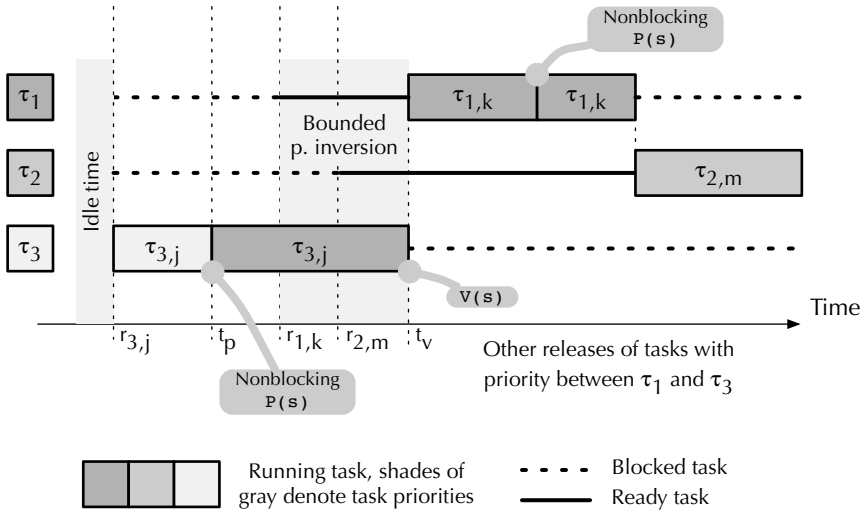 Nonblocking
P(s)
τ1
τ1,k
τ1,k
Bounded
p. inversion
τ2
τ2,m
Idle time
τ3
τ3,j
τ3,j
V(s)
Time
r3,j
tp
r1,k
r2,m
tv
Nonblocking
P(s)
Other releases of tasks with
priority between τ1 and τ3
Running task, shades of
gray denote task priorities
Blocked task
Ready task